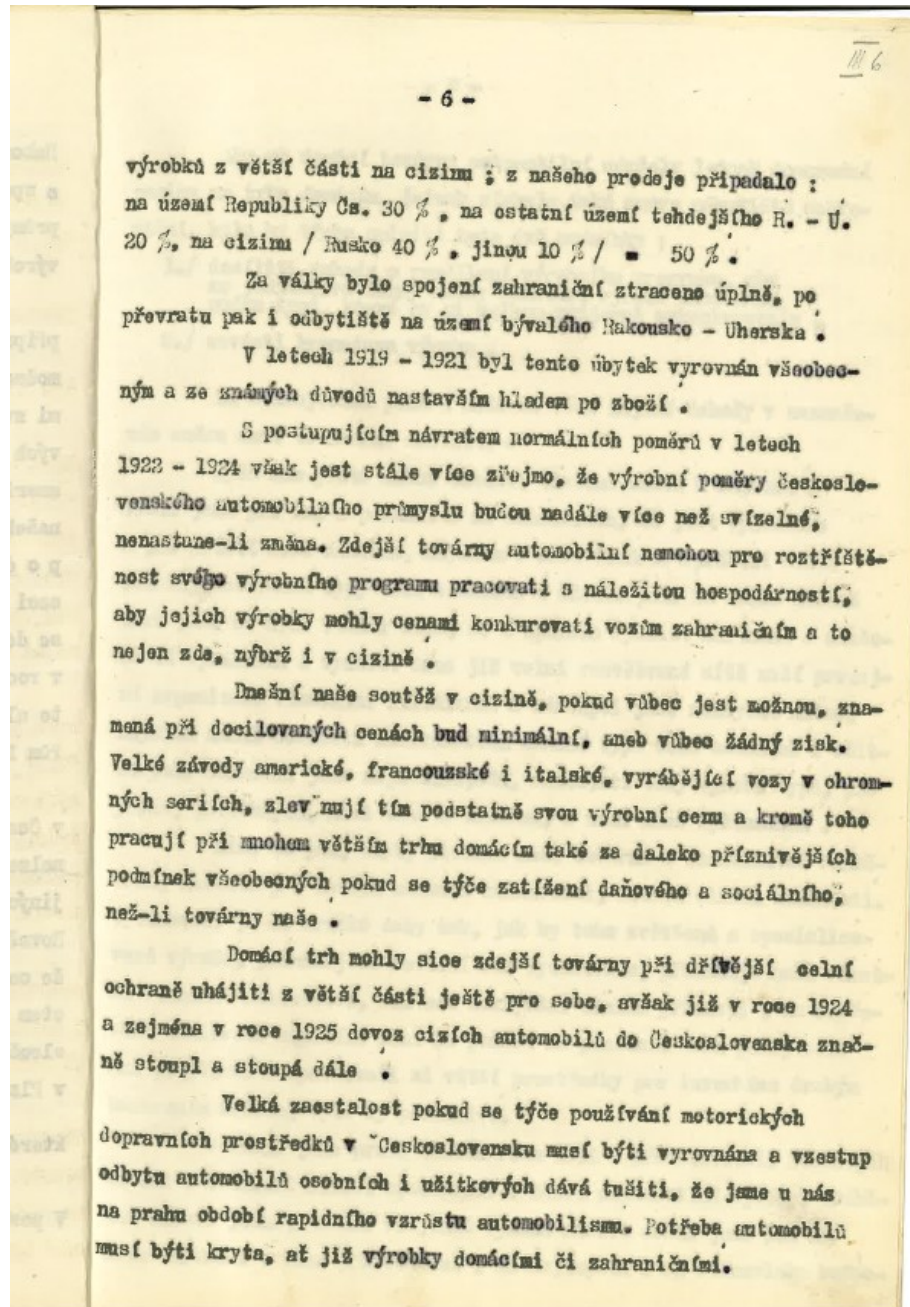 III 6
- 6 -
výrobků z větší části na cizinu ; z našeho prodeje připadalo :
na území Republiky Čs. 30 % , na ostatní území tehdejšího R. - U.
20 %, na cizinu / Rusko 40 % , jinou 10 % / = 50 % .
Za války bylo spojení zahraniční ztraceno úplně, po
převratu pak i odbytiště na území bývalého Rakousko - Uherska .
V letech 1919 - 1921 byl tento úbytek vyrovnán všeobec-
ným a ze známých důvodů nastavším hladem po zboží .
S postupujícím návratem normálních poměrů v letech
1922 - 1924 však jest stále více zřejmo, že výrobní poměry českoslo-
venského automobilního průmyslu budou nadále více než svízelné,
nenastane-li změna. Zdejší továrny automobilní nemohou pro roztříště-
nost svého výrobního programu pracovati s náležitou hospodárností,
aby jejich výrobky mohly cenami konkurovati vozům zahraničním a to
nejen zde, nýbrž i v cizině .
Dnešní naše soutěž v cizině, pokud vůbec jest možnou, zna-
mená při docilovaných cenách bud minimální, aneb vůbec žádný zisk.
Velké závody americké, francouzské i italské, vyrábějící vozy v ohrom-
ných seriích, zlevˇnují tím podstatně svou výrobní cenu a kromě toho
pracují při mnohem větším trhu domácím také za daleko příznivějších
podmínek všeobecných pokud se týče zatížení daňového a sociálního,
než-li továrny naše .
Domácí trh mohly sice zdejší továrny při dřívější celní
ochraně uhájiti z větší části ještě pro sebe, avšak již v roce 1924
a zejména v roce 1925 dovoz cizích automobilů do Československa znač-
ně stoupl a stoupá dále .
Velká zaostalost pokud se týče používání motorických
dopravních prostředků v ˇCeskoslovensku musí býti vyrovnána a vzestup
odbytu automobilů osobních i užitkových dává tušiti, že jsme u nás
na prahu období rapidního vzrůstu automobilismu. Potřeba automobilů
musí býti kryta, ať již výrobky domácími či zahraničními.